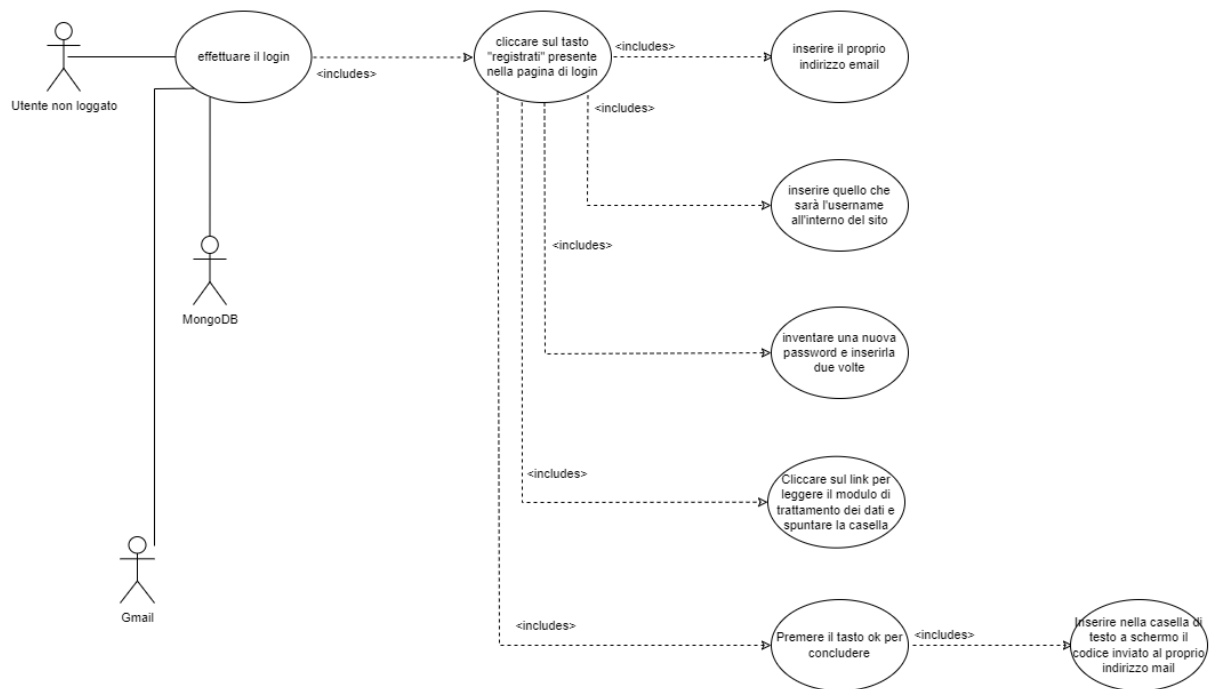 effettuare il login
<includes>
cliccare sul tasto
"registrati" presente
nella pagina di login
<includes>
inserire il proprio
indirizzo email
Utente non loggato
<includes>
inserire quello che
sarà l'username
all'interno del sito
<includes>
MongoDB
inventare una nuova
password e inserirla
due volte
<includes>
Cliccare sul link per
leggere il modulo di
trattamento dei dati e
spuntare la casella
Gmail
<includes>
Premere il tasto ok per
concludere
<includes>
Inserire nella casella di
testo a schermo il
codice inviato al proprio
indirizzo mail